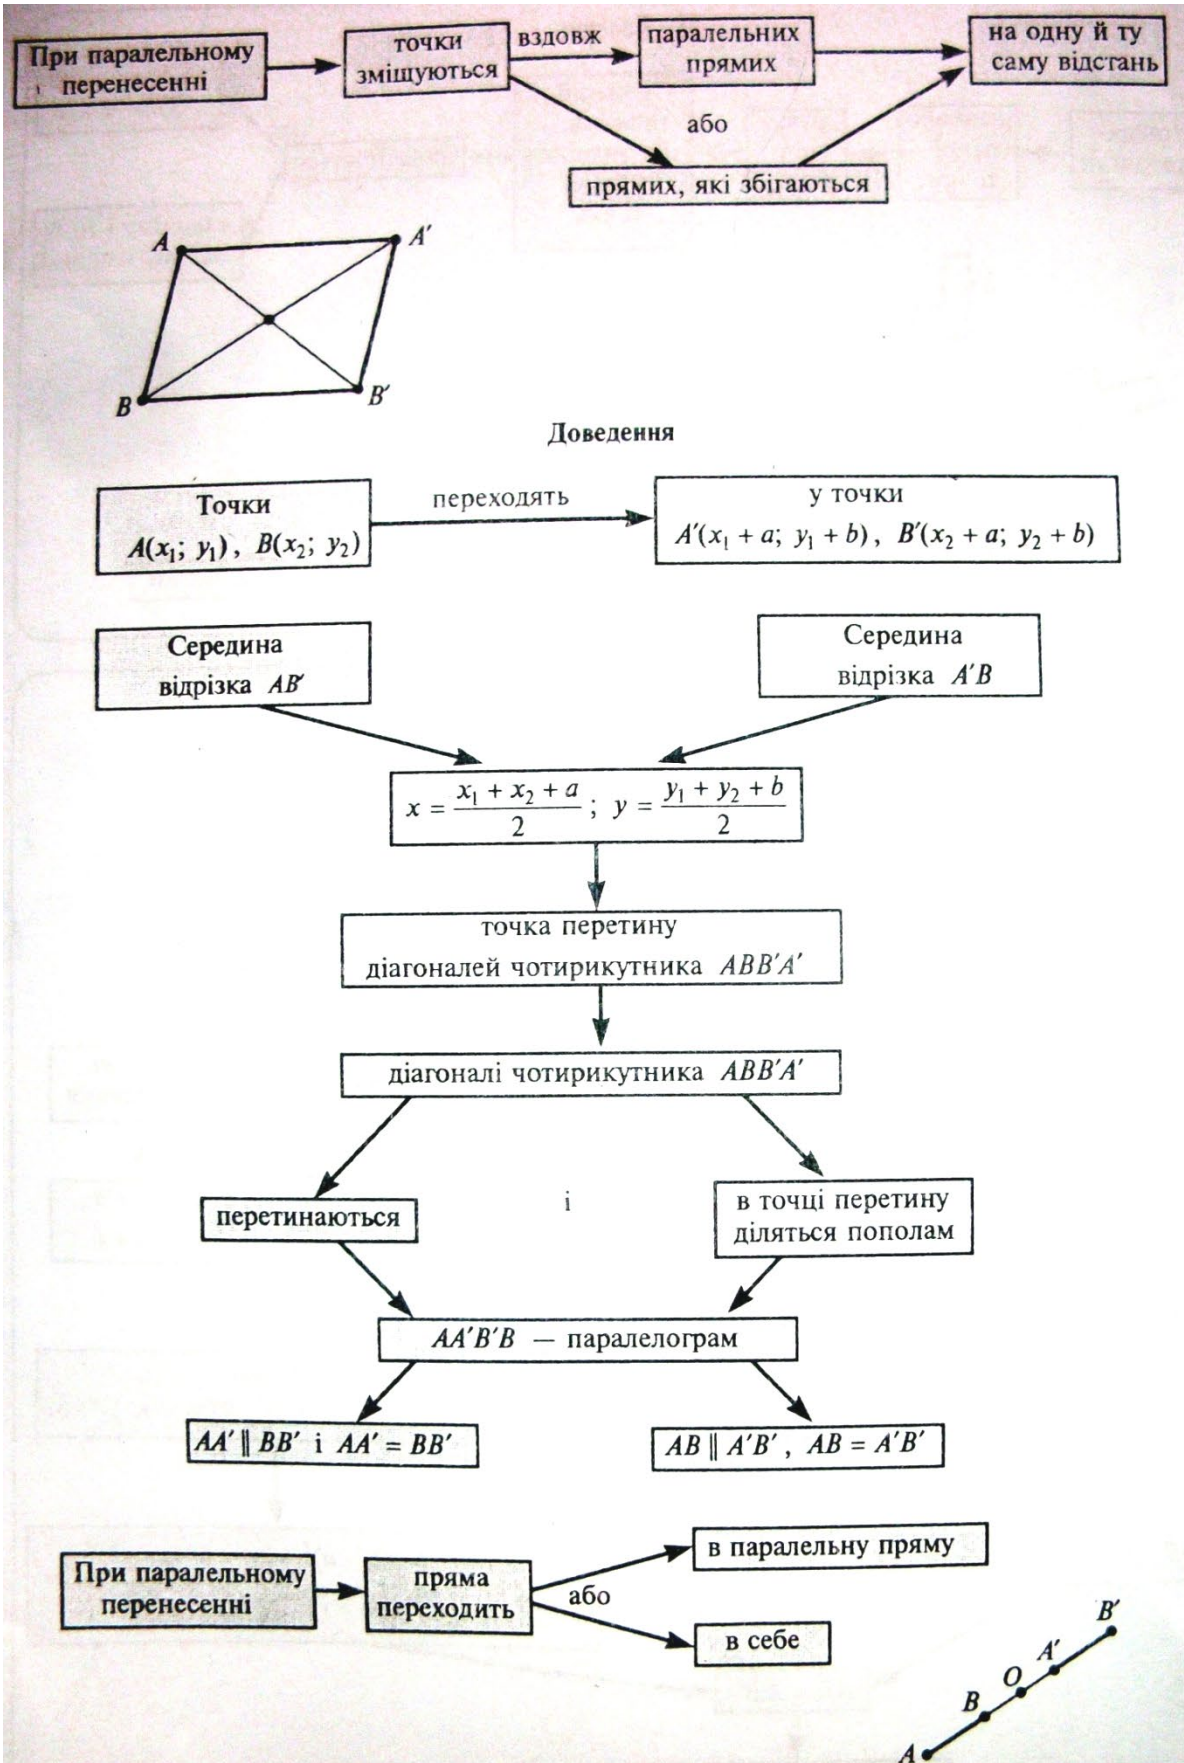 При паралельному
перенесенні
точки
зміщуються
вздовж
паралельних
прямих
на одну й ту
саму відстань
або
прямих, які збігаються
A
A′
B
B′
Доведення
Точки
A(x₁; y₁), B(x₂; y₂)
переходять
у точки
A′(x₁ + a; y₁ + b), B′(x₂ + a; y₂ + b)
Середина
відрізка AB′
Середина
відрізка A′B
x = (x₁ + x₂ + a)/2 ; y = (y₁ + y₂ + b)/2
точка перетину
діагоналей чотирикутника ABB′A′
діагоналі чотирикутника ABB′A′
перетинаються
і
в точці перетину
діляться пополам
AA′B′B — паралелограм
AA′ ∥ BB′ і AA′ = BB′
AB ∥ A′B′ , AB = A′B′
При паралельному
перенесенні
пряма
переходить
або
в паралельну пряму
в себе
B′
A′
O
B
A